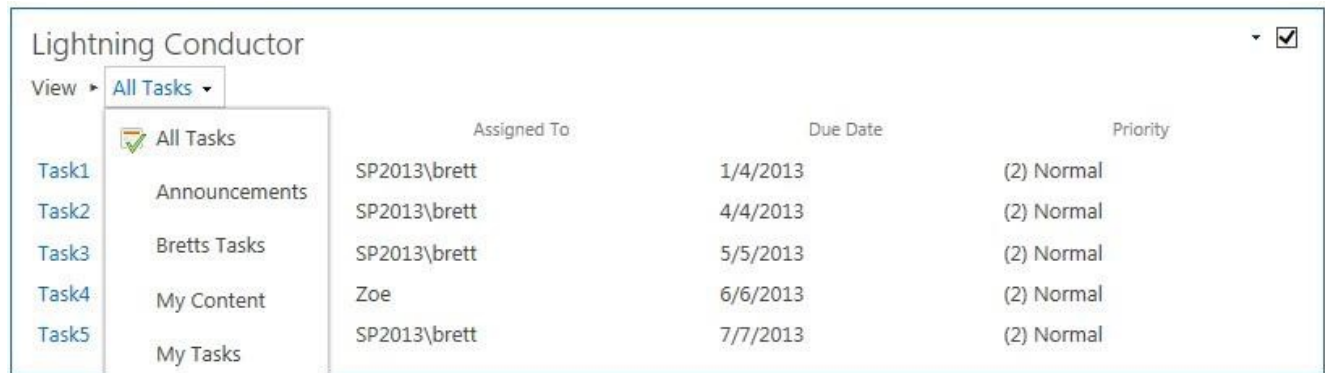 Lightning Conductor
View ▸ All Tasks ▾
All Tasks
Announcements
Bretts Tasks
My Content
My Tasks
Assigned To Due Date Priority
Task1 SP2013\brett 1/4/2013 (2) Normal
Task2 SP2013\brett 4/4/2013 (2) Normal
Task3 SP2013\brett 5/5/2013 (2) Normal
Task4 Zoe 6/6/2013 (2) Normal
Task5 SP2013\brett 7/7/2013 (2) Normal